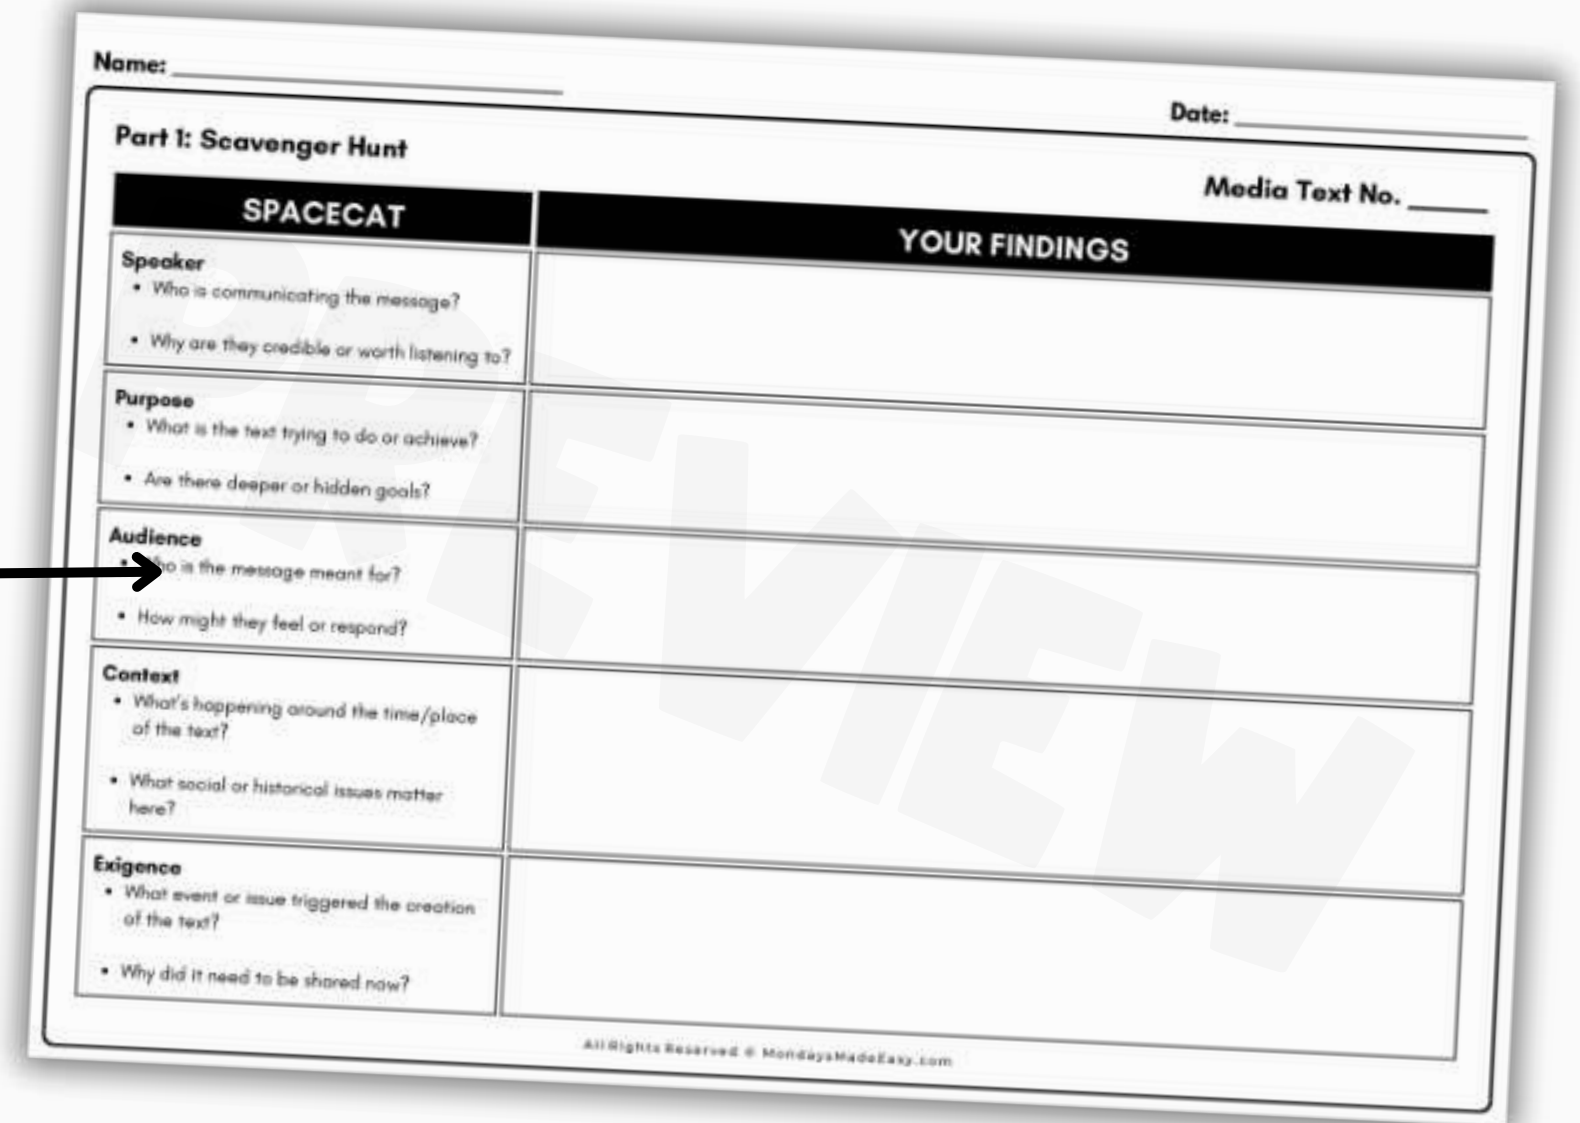 Name:
Date:
Part 1: Scavenger Hunt
Media Text No.
SPACECAT
YOUR FINDINGS
Speaker
• Who is communicating the message?
• Why are they credible or worth listening to?
Purpose
• What is the text trying to do or achieve?
• Are there deeper or hidden goals?
Audience
• Who is the message meant for?
• How might they feel or respond?
Context
• What's happening around the time/place
of the text?
• What social or historical issues matter
here?
Exigence
• What event or issue triggered the creation
of the text?
• Why did it need to be shared now?
All Rights Reserved © MondaysMadeEasy.com
PREVIEW